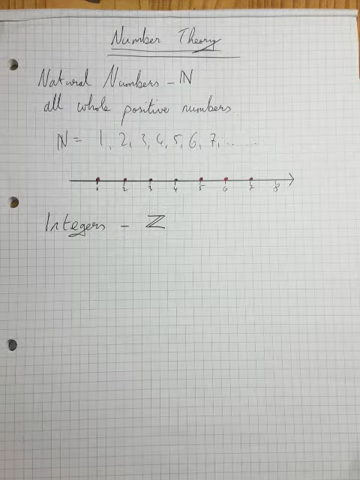 Number Theory
Natural Numbers - ℕ
all whole positive numbers
ℕ = 1, 2, 3, 4, 5, 6, 7, ......
1 2 3 4 5 6 7 8
Integers - ℤ